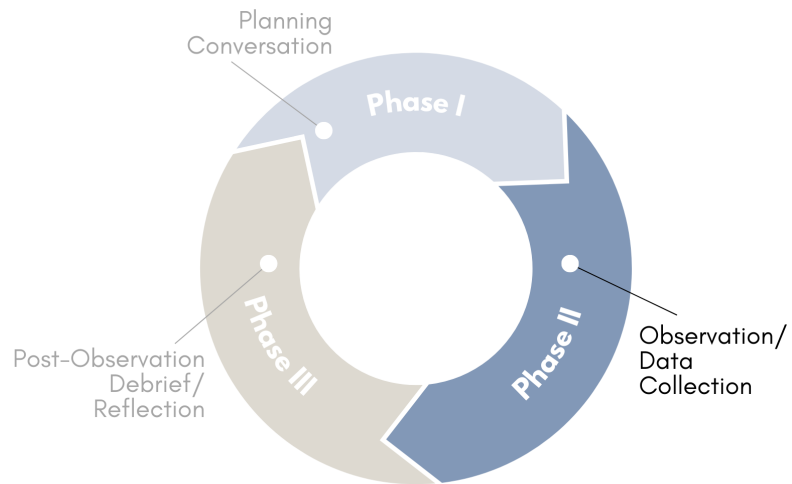 Planning
Conversation
Phase I
Observation/
Data
Collection
Phase II
Post-Observation
Debrief/
Reflection
Phase III